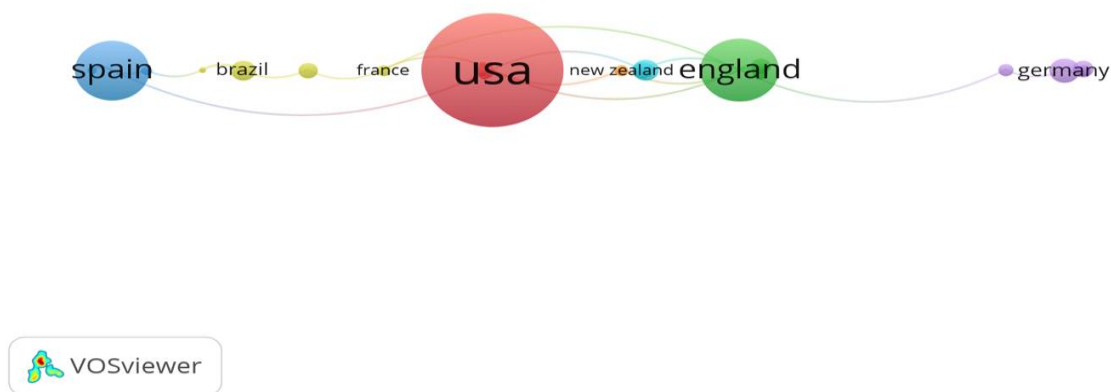 spain
brazil
france
usa
new zealand
england
germany
VOSviewer